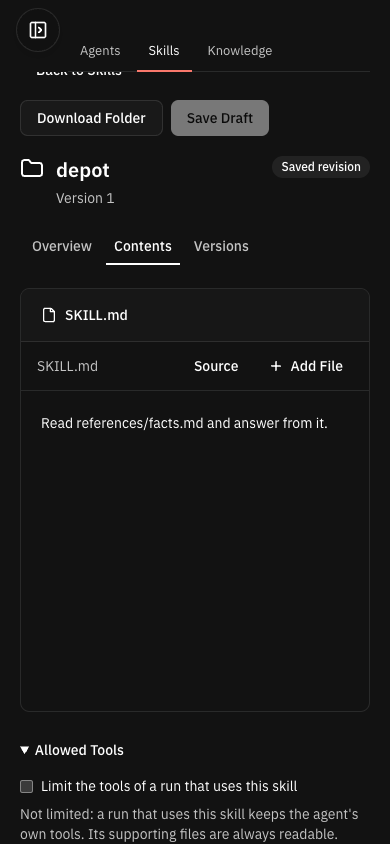 Agents Skills Knowledge
Back to Skills
Download Folder Save Draft
depot Saved revision
Version 1
Overview Contents Versions
SKILL.md
SKILL.md Source + Add File
Read references/facts.md and answer from it.
Allowed Tools
Limit the tools of a run that uses this skill
Not limited: a run that uses this skill keeps the agent's
own tools. Its supporting files are always readable.